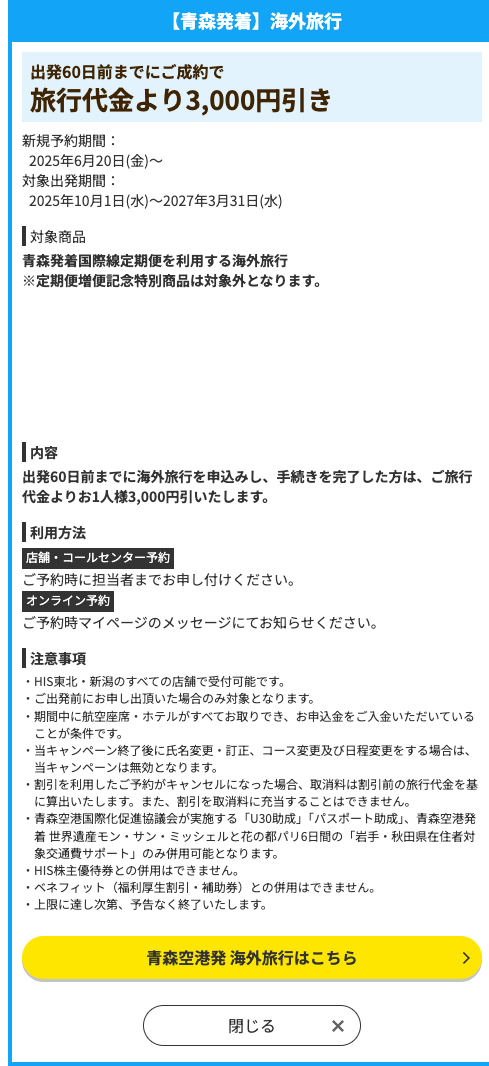 【青森発着】海外旅行
出発60日前までにご成約で
旅行代金より3,000円引き
新規予約期間：
2025年6月20日(金)～
対象出発期間：
2025年10月1日(水)～2027年3月31日(水)
対象商品
青森発着国際線定期便を利用する海外旅行
※定期便増便記念特別商品は対象外となります。
内容
出発60日前までに海外旅行を申込みし、手続きを完了した方は、ご旅行
代金よりお1人様3,000円引いたします。
利用方法
店舗・コールセンター予約
ご予約時に担当者までお申し付けください。
オンライン予約
ご予約時マイページのメッセージにてお知らせください。
注意事項
・HIS東北・新潟のすべての店舗で受付可能です。
・ご出発前にお申し出頂いた場合のみ対象となります。
・期間中に航空座席・ホテルがすべてお取りでき、お申込金をご入金いただいている
ことが条件です。
・当キャンペーン終了後に氏名変更・訂正、コース変更及び日程変更をする場合は、
当キャンペーンは無効となります。
・割引を利用したご予約がキャンセルになった場合、取消料は割引前の旅行代金を基
に算出いたします。また、割引を取消料に充当することはできません。
・青森空港国際化促進協議会が実施する「U30助成」「パスポート助成」、青森空港発
着 世界遺産モン・サン・ミッシェルと花の都パリ6日間の「岩手・秋田県在住者対
象交通費サポート」のみ併用可能となります。
・HIS株主優待券との併用はできません。
・ベネフィット（福利厚生割引・補助券）との併用はできません。
・上限に達し次第、予告なく終了いたします。
青森空港発 海外旅行はこちら
閉じる ×